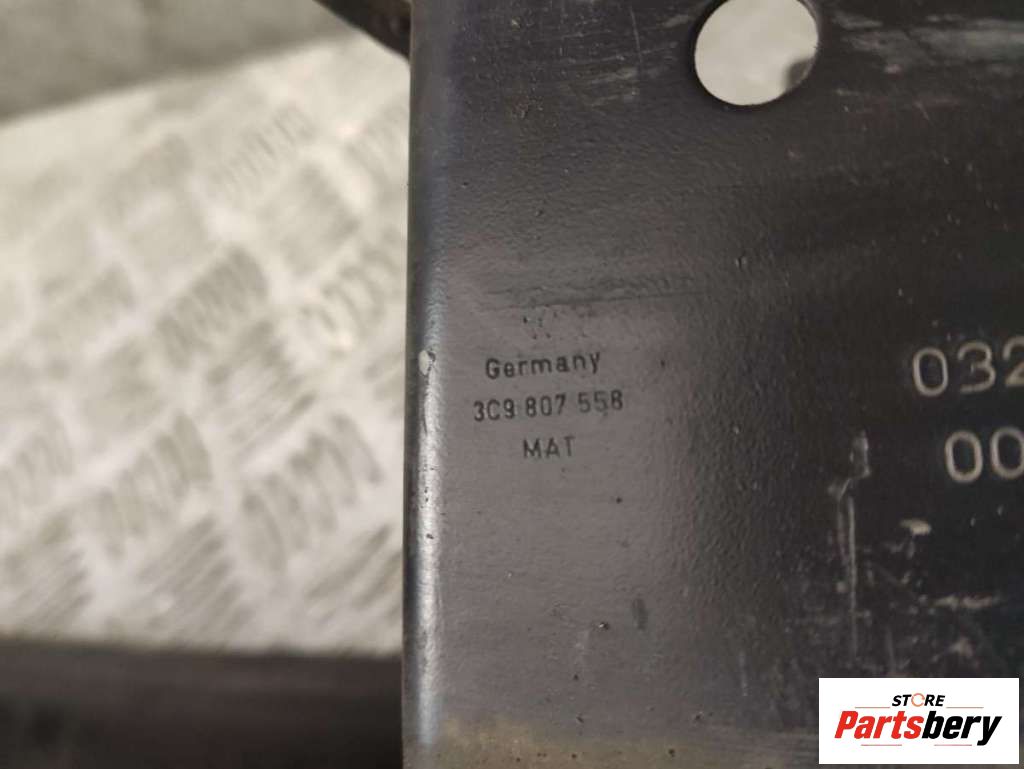 Germany
3C9 807 558
MAT
032
00
STORE
Partsbery